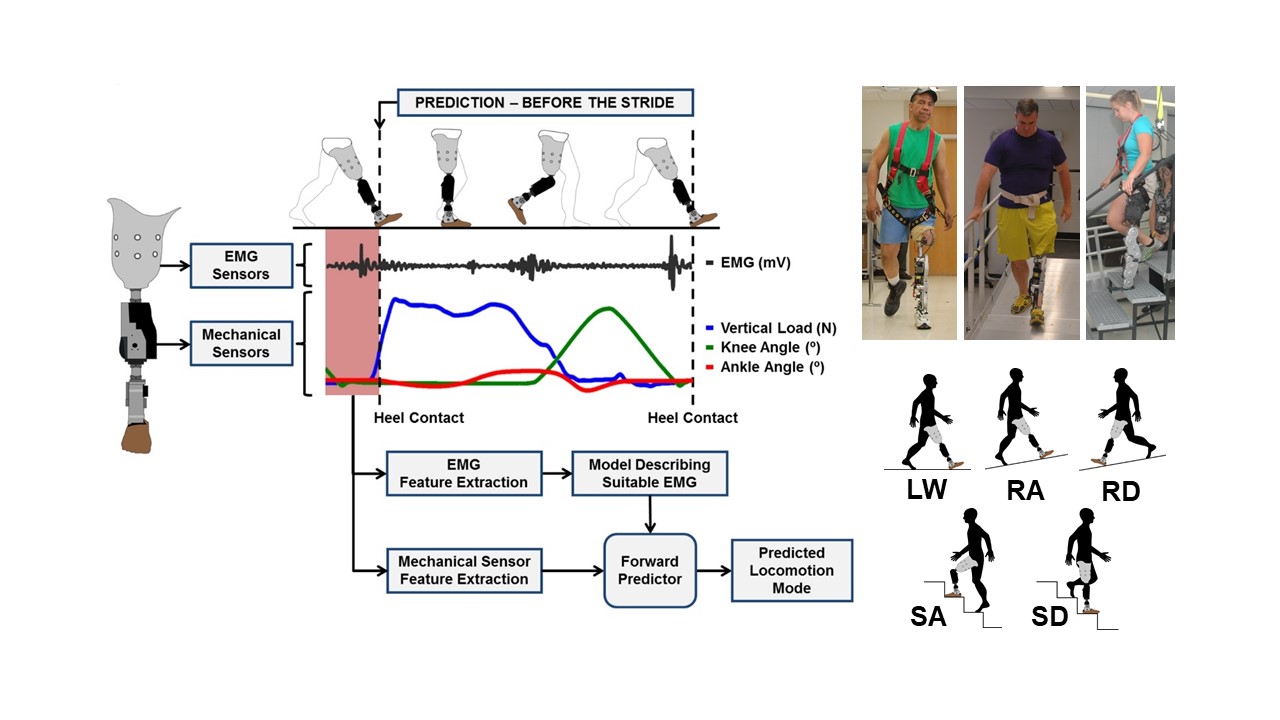 PREDICTION – BEFORE THE STRIDE
EMG
Sensors
Mechanical
Sensors
EMG (mV)
Vertical Load (N)
Knee Angle (º)
Ankle Angle (º)
Heel Contact
Heel Contact
EMG
Feature Extraction
Model Describing
Suitable EMG
Mechanical Sensor
Feature Extraction
Forward
Predictor
Predicted
Locomotion
Mode
LW
RA
RD
SA
SD